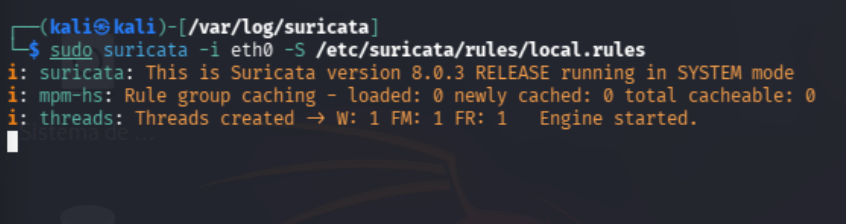 ┌──(kali㉿kali)-[/var/log/suricata]
└─$ sudo suricata -i eth0 -S /etc/suricata/rules/local.rules
i: suricata: This is Suricata version 8.0.3 RELEASE running in SYSTEM mode
i: mpm-hs: Rule group caching - loaded: 0 newly cached: 0 total cacheable: 0
i: threads: Threads created -> W: 1 FM: 1 FR: 1   Engine started.
Sistema de ...